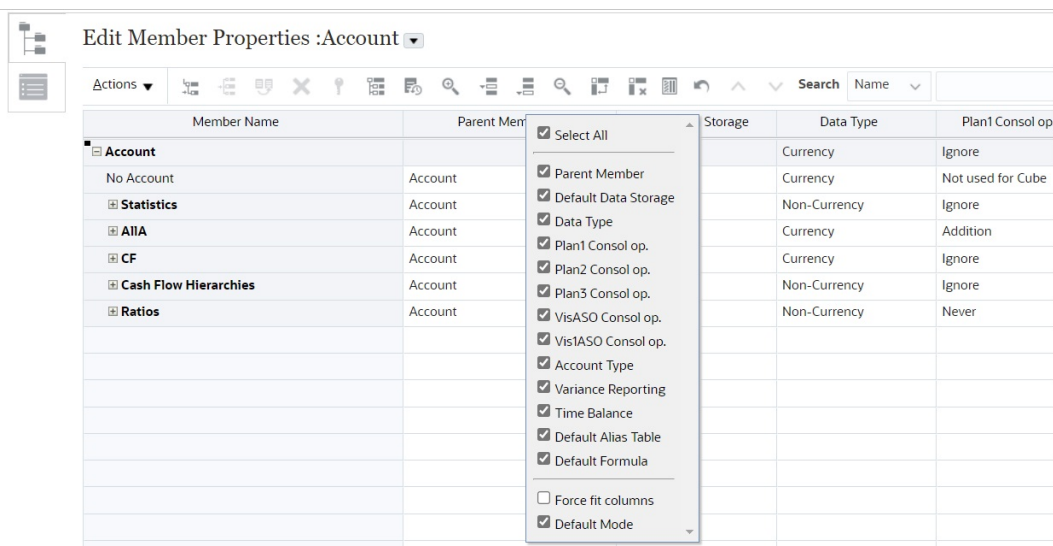 Edit Member Properties :Account
Actions
Search Name
Member Name Parent Mem Storage Data Type Plan1 Consol op
Account Currency Ignore
No Account Account Currency Not used for Cube
Statistics Account Non-Currency Ignore
AllA Account Currency Addition
CF Account Currency Ignore
Cash Flow Hierarchies Account Non-Currency Ignore
Ratios Account Non-Currency Never
Select All
Parent Member
Default Data Storage
Data Type
Plan1 Consol op.
Plan2 Consol op.
Plan3 Consol op.
VisASO Consol op.
Vis1ASO Consol op.
Account Type
Variance Reporting
Time Balance
Default Alias Table
Default Formula
Force fit columns
Default Mode